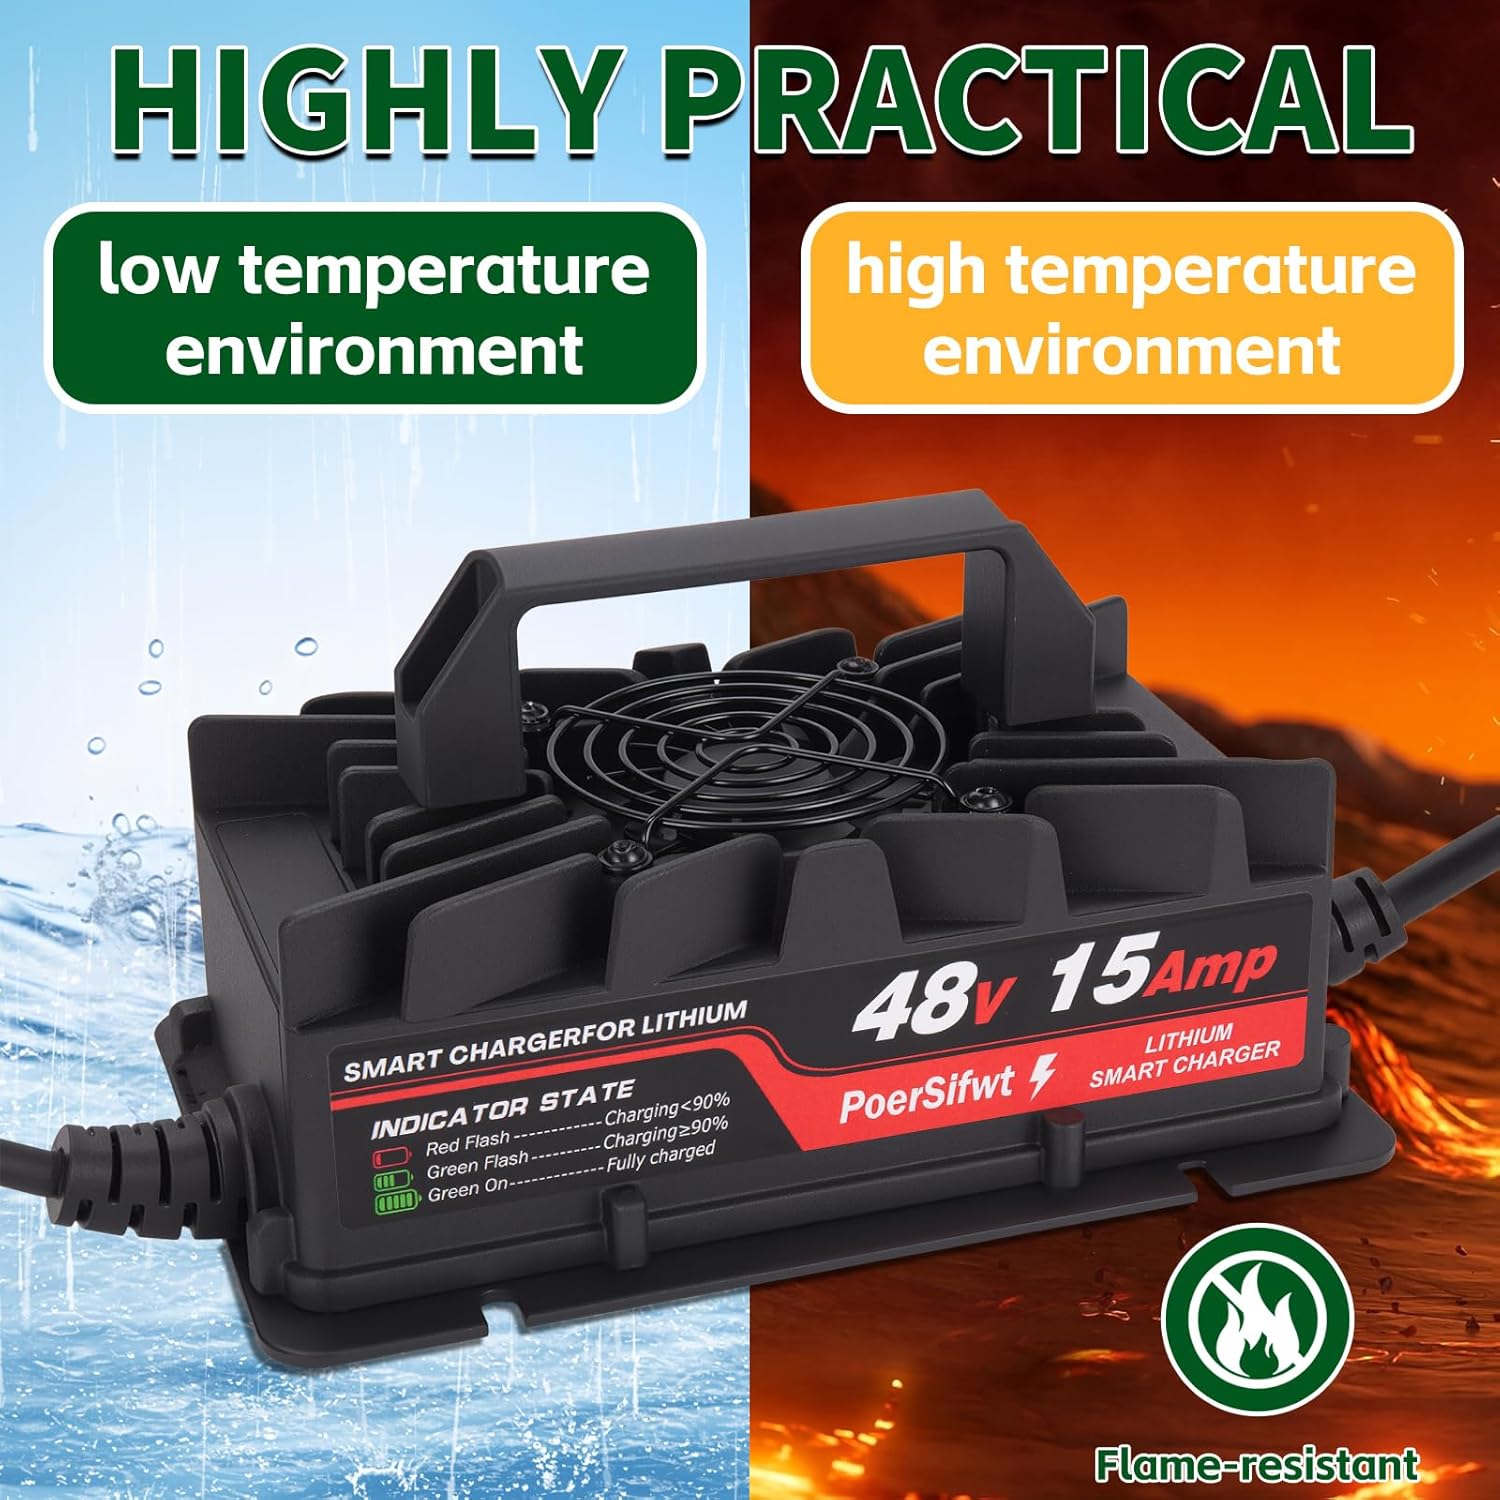 HIGHLY PRACTICAL
low temperature
environment
high temperature
environment
SMART CHARGERFOR LITHIUM
INDICATOR STATE
Red Flash ------------ Charging<90%
Green Flash ---------- Charging≥90%
Green On-------------- Fully charged
48V 15Amp
PoerSifwt
LITHIUM
SMART CHARGER
Flame-resistant